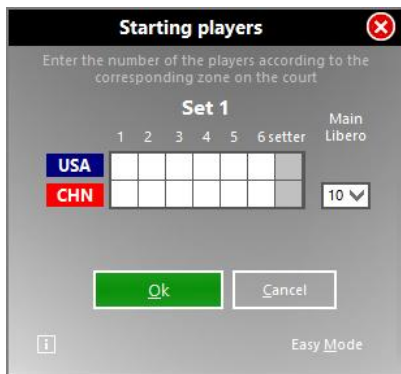 Starting players
Enter the number of the players according to the
corresponding zone on the court
Set 1
Main
Libero
1 2 3 4 5 6 setter
USA
CHN
10
Ok
Cancel
i
Easy Mode